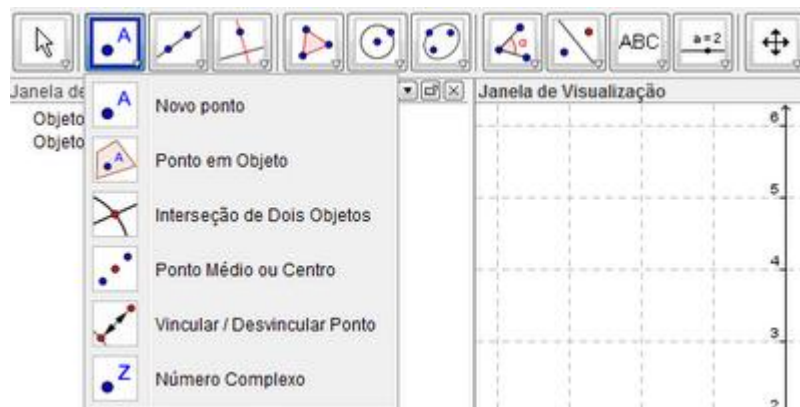 A
ABC
a=2
Janela de
Janela de Visualização
Objeto
Objeto
A
Novo ponto
A
Ponto em Objeto
Interseção de Dois Objetos
Ponto Médio ou Centro
Vincular / Desvincular Ponto
Z
Número Complexo
6
5
4
3
2